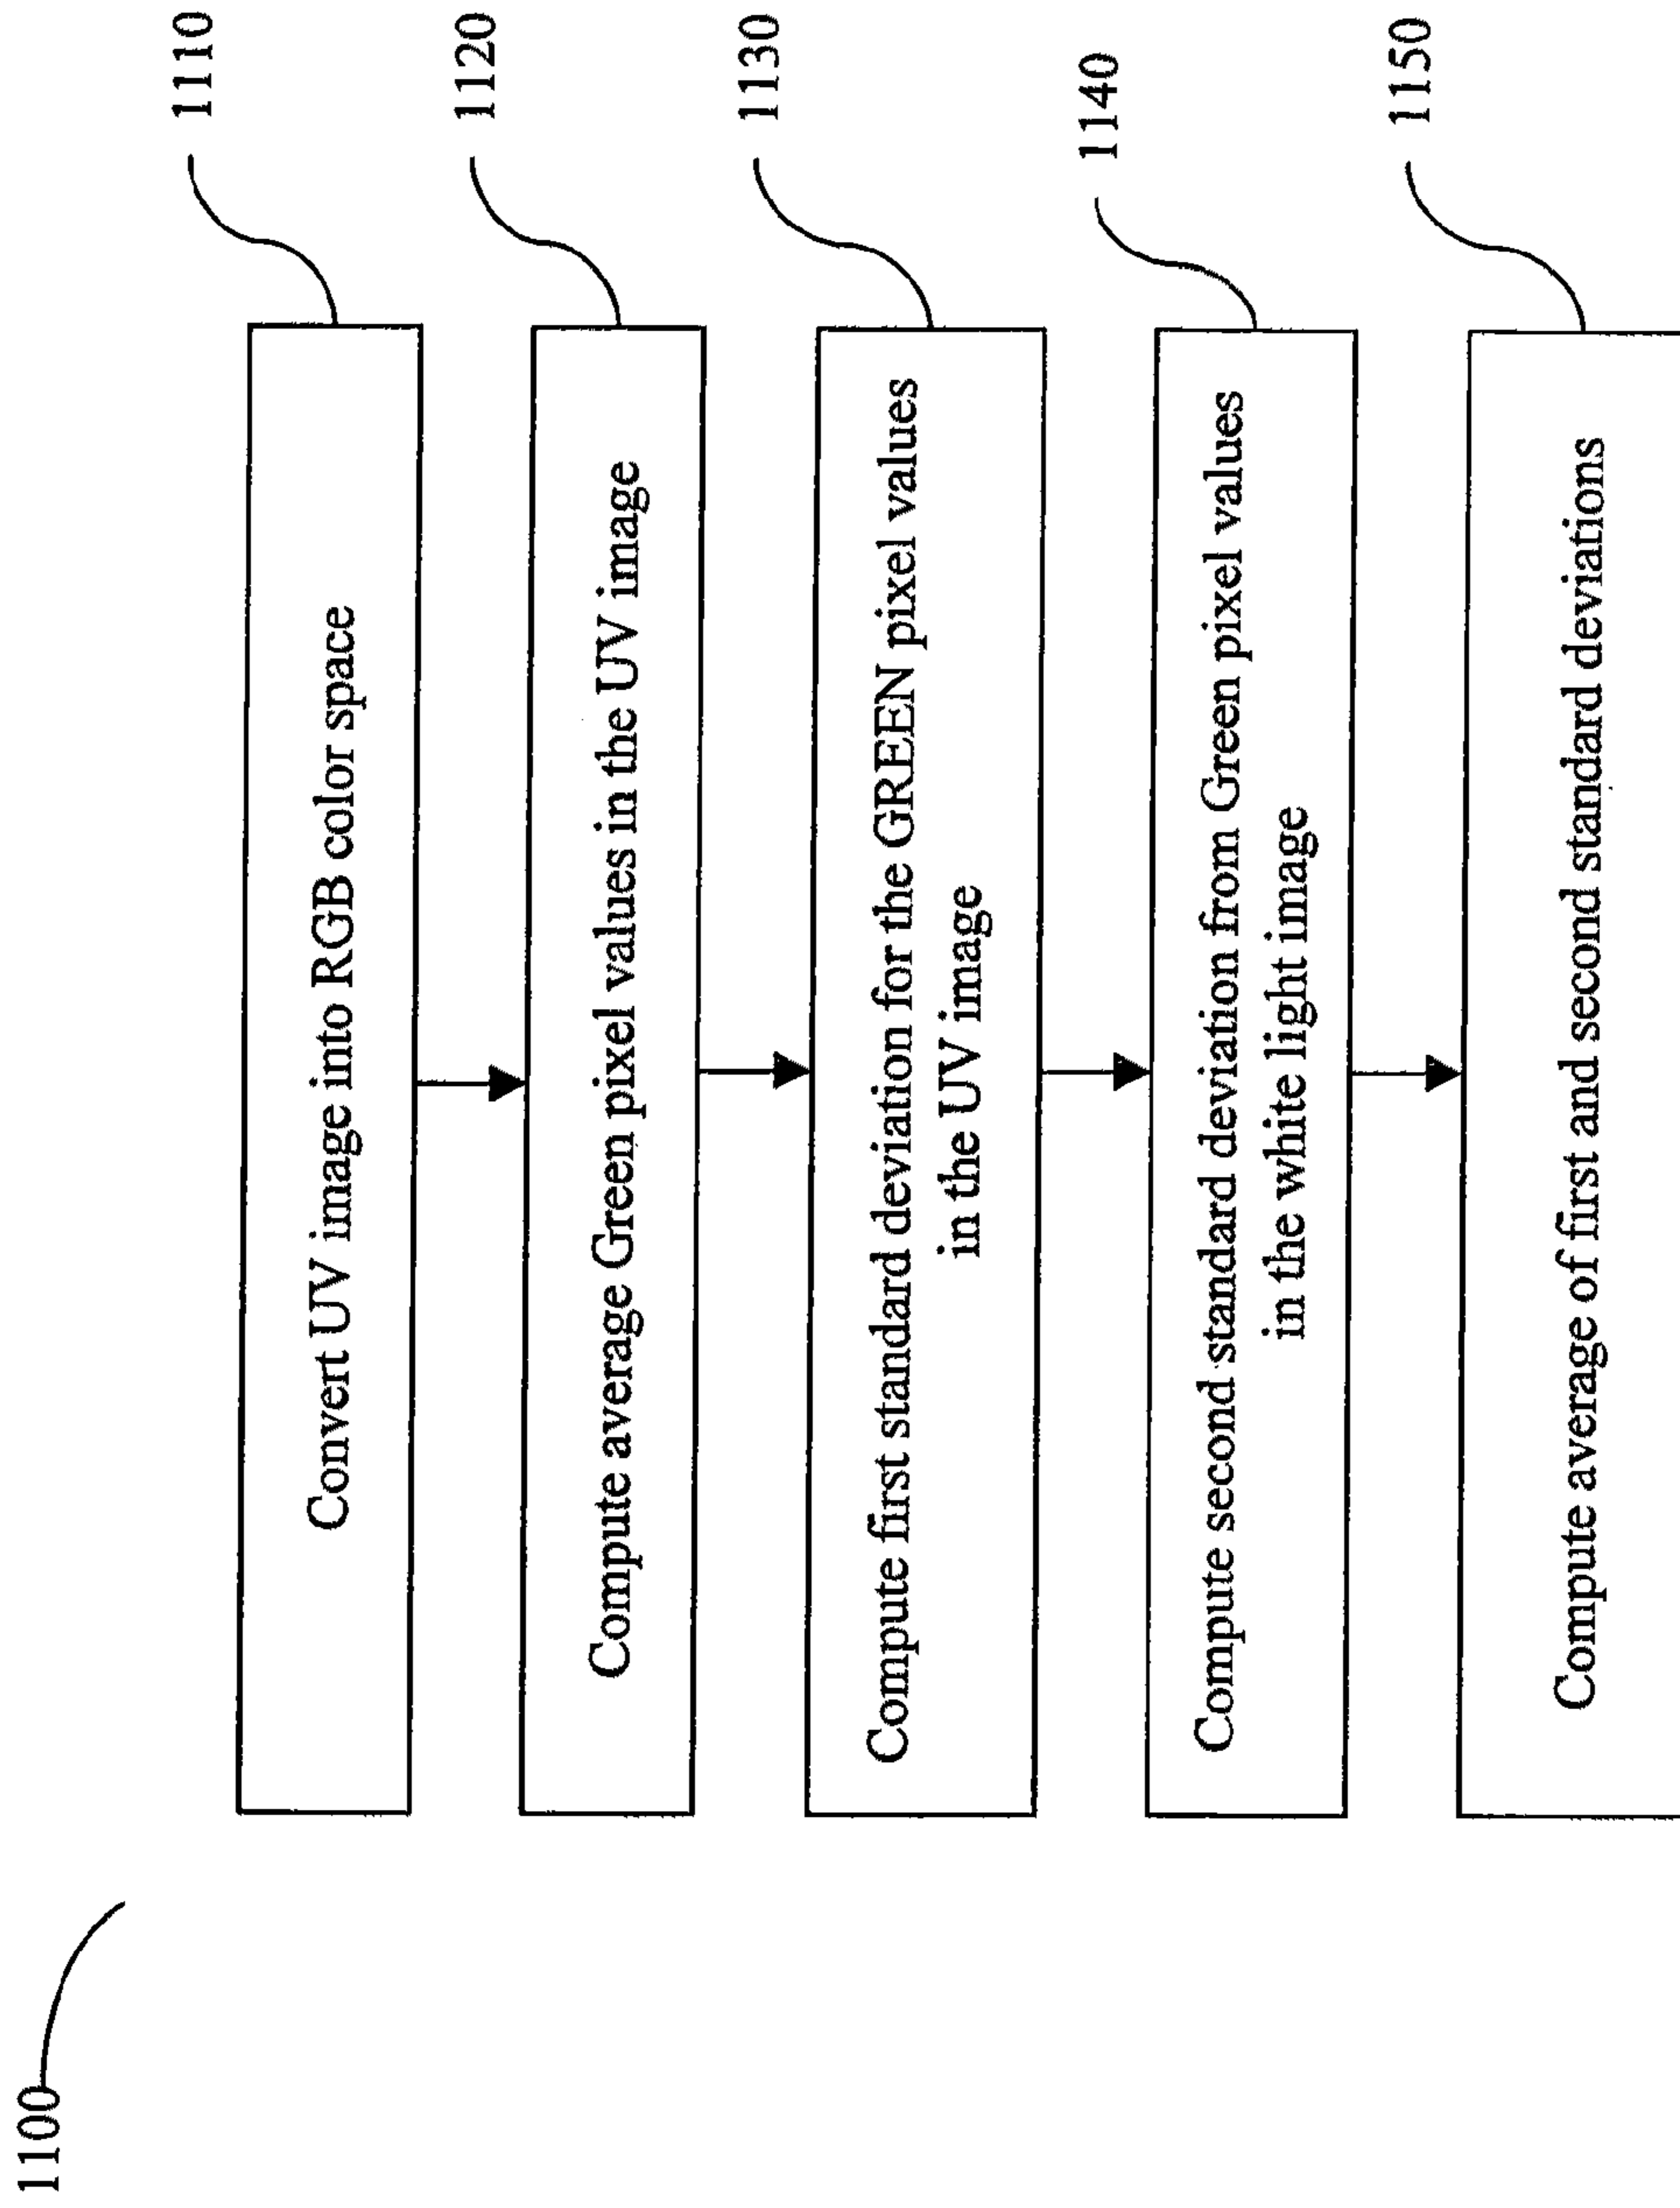 1100
Convert UV image into RGB color space
1110
Compute average Green pixel values in the UV image
1120
Compute first standard deviation for the GREEN pixel values
in the UV image
1130
Compute second standard deviation from Green pixel values
in the white light image
1140
Compute average of first and second standard deviations
1150